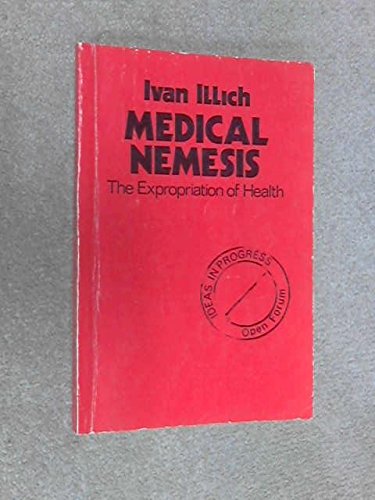 Ivan Illich
MEDICAL
NEMESIS
The Expropriation of Health
IDEAS IN PROGRESS
Open Forum